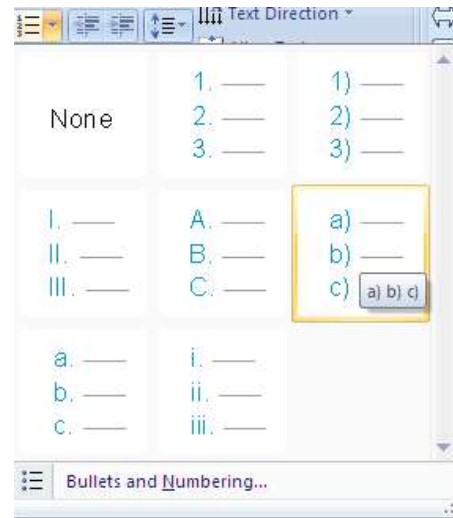 Text Direction
None
1.
2.
3.
1)
2)
3)
I.
II.
III.
A.
B.
C.
a)
b)
c)
a) b) c)
a.
b.
c.
i.
ii.
iii.
Bullets and Numbering...